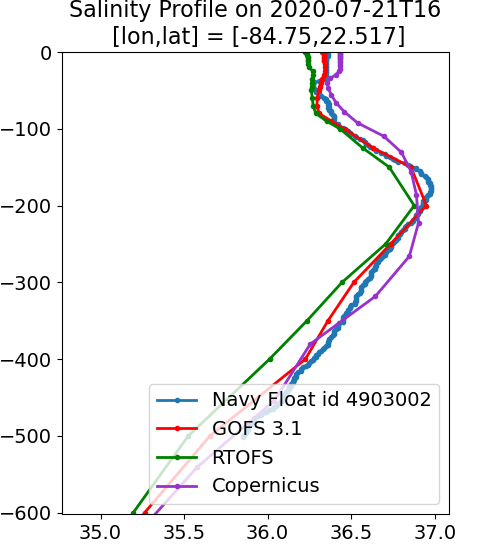 Salinity Profile on 2020-07-21T16
[lon,lat] = [-84.75,22.517]
0
−100
−200
−300
−400
−500
−600
Navy Float id 4903002
GOFS 3.1
RTOFS
Copernicus
35.0 35.5 36.0 36.5 37.0